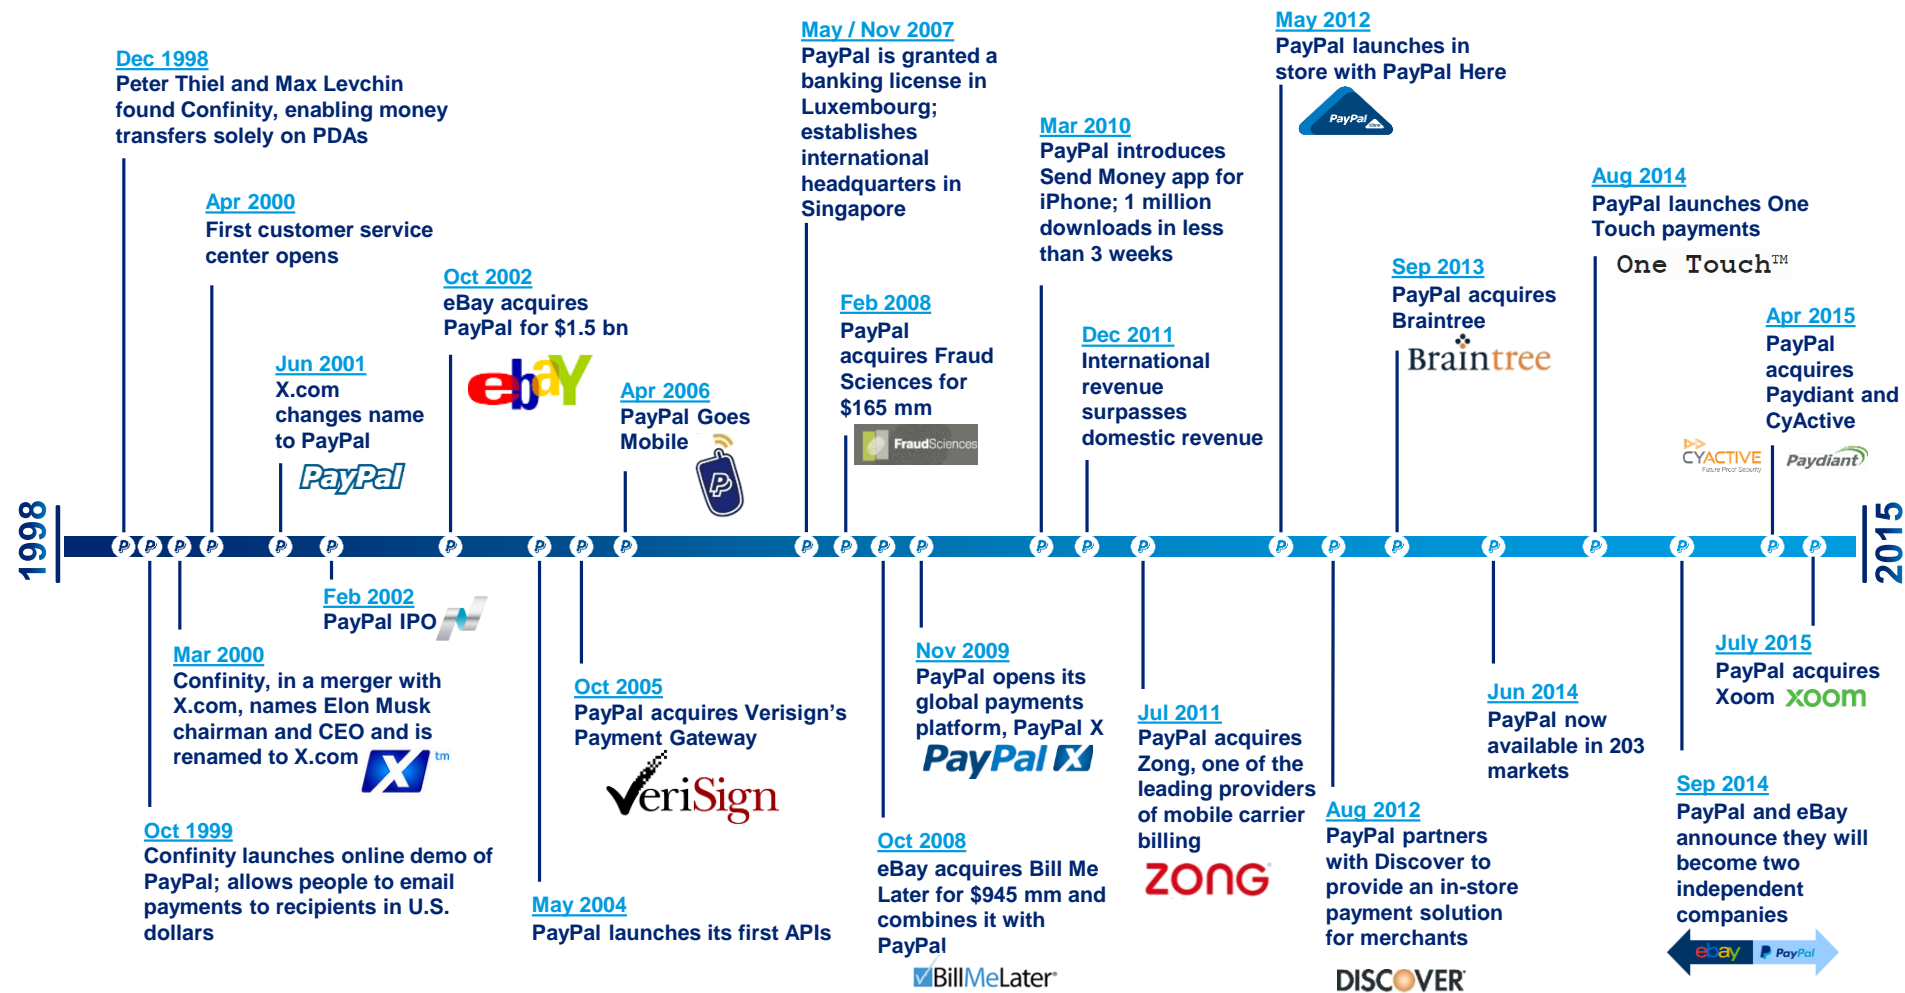 Dec 1998
Peter Thiel and Max Levchin
found Confinity, enabling money
transfers solely on PDAs
Apr 2000
First customer service
center opens
Jun 2001
X.com
changes name
to PayPal
PayPal
Oct 2002
eBay acquires
PayPal for $1.5 bn
ebaY
Apr 2006
PayPal Goes
Mobile
May / Nov 2007
PayPal is granted a
banking license in
Luxembourg;
establishes
international
headquarters in
Singapore
Feb 2008
PayPal
acquires Fraud
Sciences for
$165 mm
FraudSciences
Mar 2010
PayPal introduces
Send Money app for
iPhone; 1 million
downloads in less
than 3 weeks
Dec 2011
International
revenue
surpasses
domestic revenue
May 2012
PayPal launches in
store with PayPal Here
PayPal
Sep 2013
PayPal acquires
Braintree
Braintree
Aug 2014
PayPal launches One
Touch payments
One Touch™
Apr 2015
PayPal
acquires
Paydiant and
CyActive
CYACTIVE
Future Proof Security
Paydiant
1998
2015
Oct 1999
Confinity launches online demo of
PayPal; allows people to email
payments to recipients in U.S.
dollars
Mar 2000
Confinity, in a merger with
X.com, names Elon Musk
chairman and CEO and is
renamed to X.com
X tm
Feb 2002
PayPal IPO
May 2004
PayPal launches its first APIs
Oct 2005
PayPal acquires Verisign's
Payment Gateway
VeriSign
Oct 2008
eBay acquires Bill Me
Later for $945 mm and
combines it with
PayPal
BillMeLater
Nov 2009
PayPal opens its
global payments
platform, PayPal X
PayPal X
Jul 2011
PayPal acquires
Zong, one of the
leading providers
of mobile carrier
billing
ZONG
Aug 2012
PayPal partners
with Discover to
provide an in-store
payment solution
for merchants
DISCOVER
Jun 2014
PayPal now
available in 203
markets
Sep 2014
PayPal and eBay
announce they will
become two
independent
companies
ebay PayPal
July 2015
PayPal acquires
Xoom
xoom